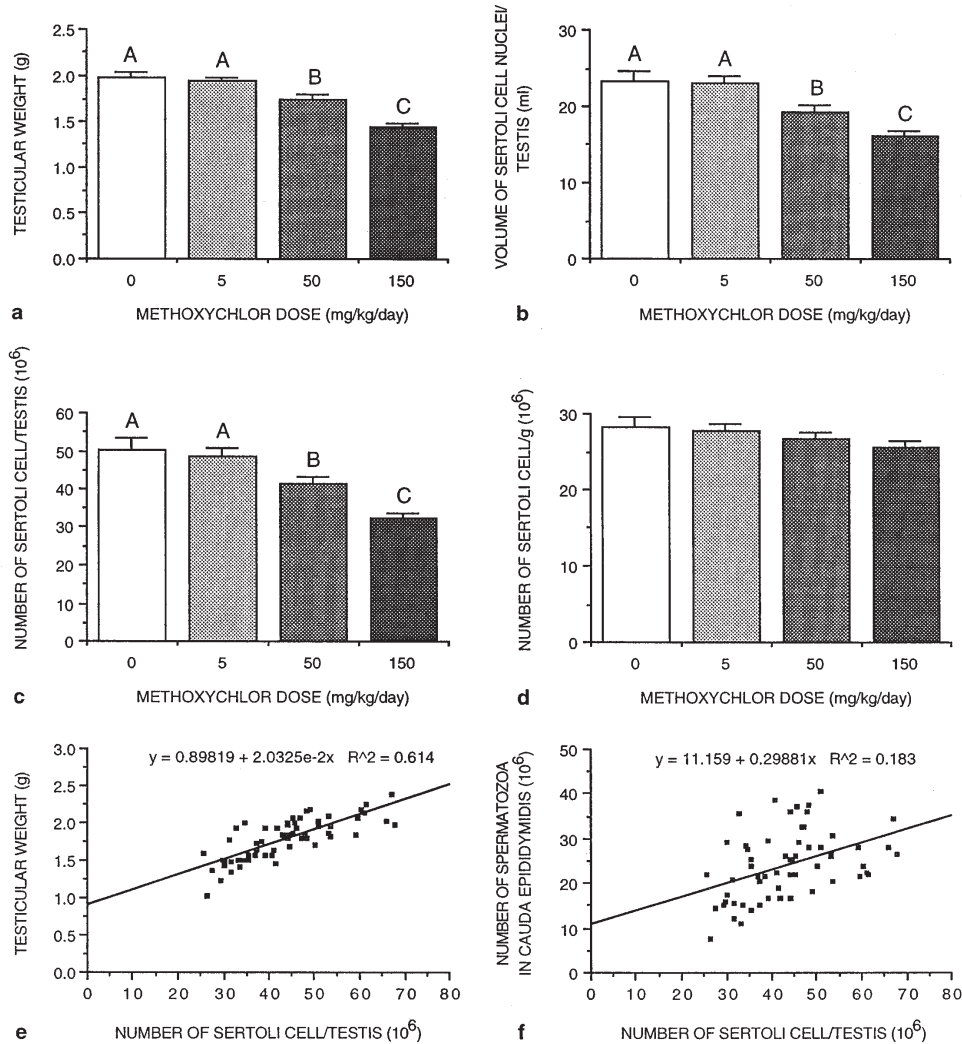 TESTICULAR WEIGHT (g)
2.5
2.0
1.5
1.0
0.5
0.0
A
A
B
C
0 5 50 150
METHOXYCHLOR DOSE (mg/kg/day)
a
VOLUME OF SERTOLI CELL NUCLEI/
TESTIS (ml)
30
20
10
0
A
A
B
C
0 5 50 150
METHOXYCHLOR DOSE (mg/kg/day)
b
NUMBER OF SERTOLI CELL/TESTIS (10⁶)
60
50
40
30
20
10
0
A
A
B
C
0 5 50 150
METHOXYCHLOR DOSE (mg/kg/day)
c
NUMBER OF SERTOLI CELL/g (10⁶)
30
20
10
0
0 5 50 150
METHOXYCHLOR DOSE (mg/kg/day)
d
TESTICULAR WEIGHT (g)
3.0
2.5
2.0
1.5
1.0
0.5
0.0
y = 0.89819 + 2.0325e-2x R^2 = 0.614
0 10 20 30 40 50 60 70 80
NUMBER OF SERTOLI CELL/TESTIS (10⁶)
e
NUMBER OF SPERMATOZOA
IN CAUDA EPIDIDYMIDIS (10⁶)
50
40
30
20
10
0
y = 11.159 + 0.29881x R^2 = 0.183
0 10 20 30 40 50 60 70 80
NUMBER OF SERTOLI CELL/TESTIS (10⁶)
f